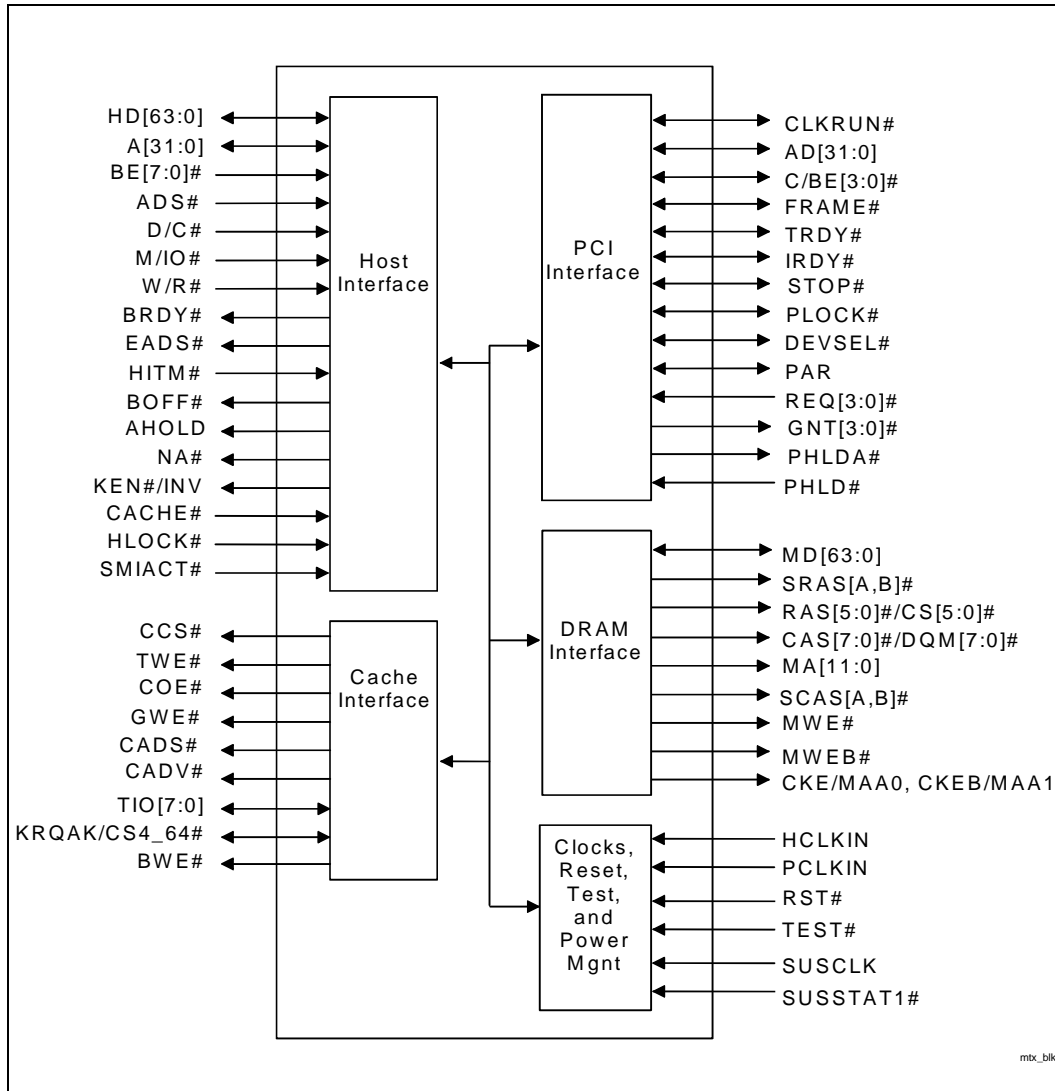 HD[63:0]
A[31:0]
BE[7:0]#
ADS#
D/C#
M/IO#
W/R#
BRDY#
EADS#
HITM#
BOFF#
AHOLD
NA#
KEN#/INV
CACHE#
HLOCK#
SMIACT#
Host
Interface
CCS#
TWE#
COE#
GWE#
CADS#
CADV#
TIO[7:0]
KRQAK/CS4_64#
BWE#
Cache
Interface
PCI
Interface
CLKRUN#
AD[31:0]
C/BE[3:0]#
FRAME#
TRDY#
IRDY#
STOP#
PLOCK#
DEVSEL#
PAR
REQ[3:0]#
GNT[3:0]#
PHLDA#
PHLD#
DRAM
Interface
MD[63:0]
SRAS[A,B]#
RAS[5:0]#/CS[5:0]#
CAS[7:0]#/DQM[7:0]#
MA[11:0]
SCAS[A,B]#
MWE#
MWEB#
CKE/MAA0, CKEB/MAA1
Clocks,
Reset,
Test,
and
Power
Mgnt
HCLKIN
PCLKIN
RST#
TEST#
SUSCLK
SUSSTAT1#
mtx_blk